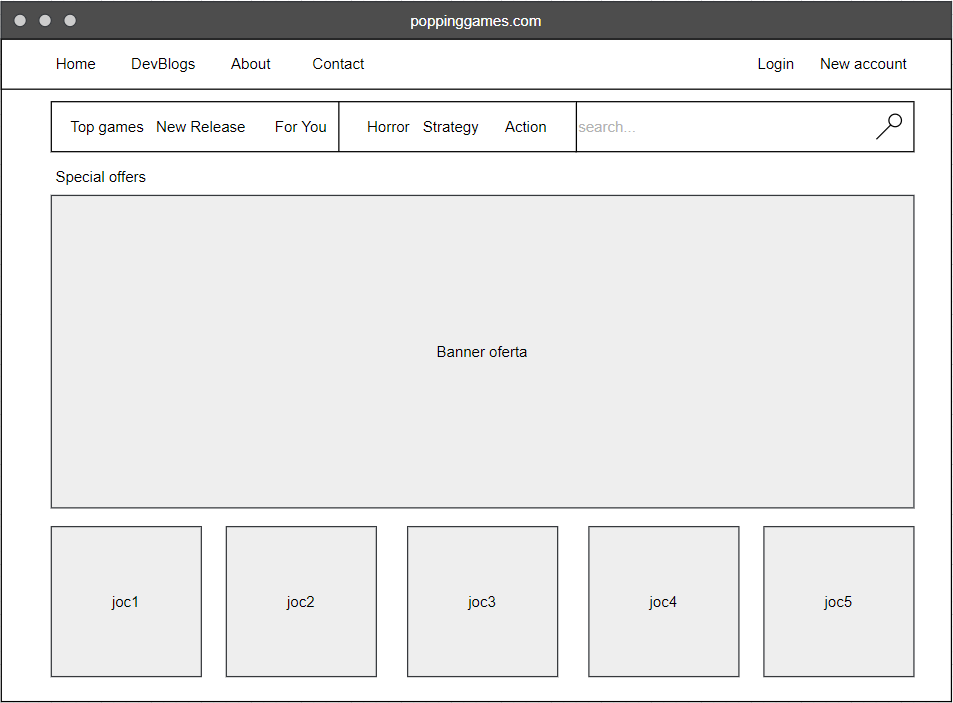 poppinggames.com
Home DevBlogs About Contact Login New account
Top games New Release For You Horror Strategy Action search...
Special offers
Banner oferta
joc1 joc2 joc3 joc4 joc5